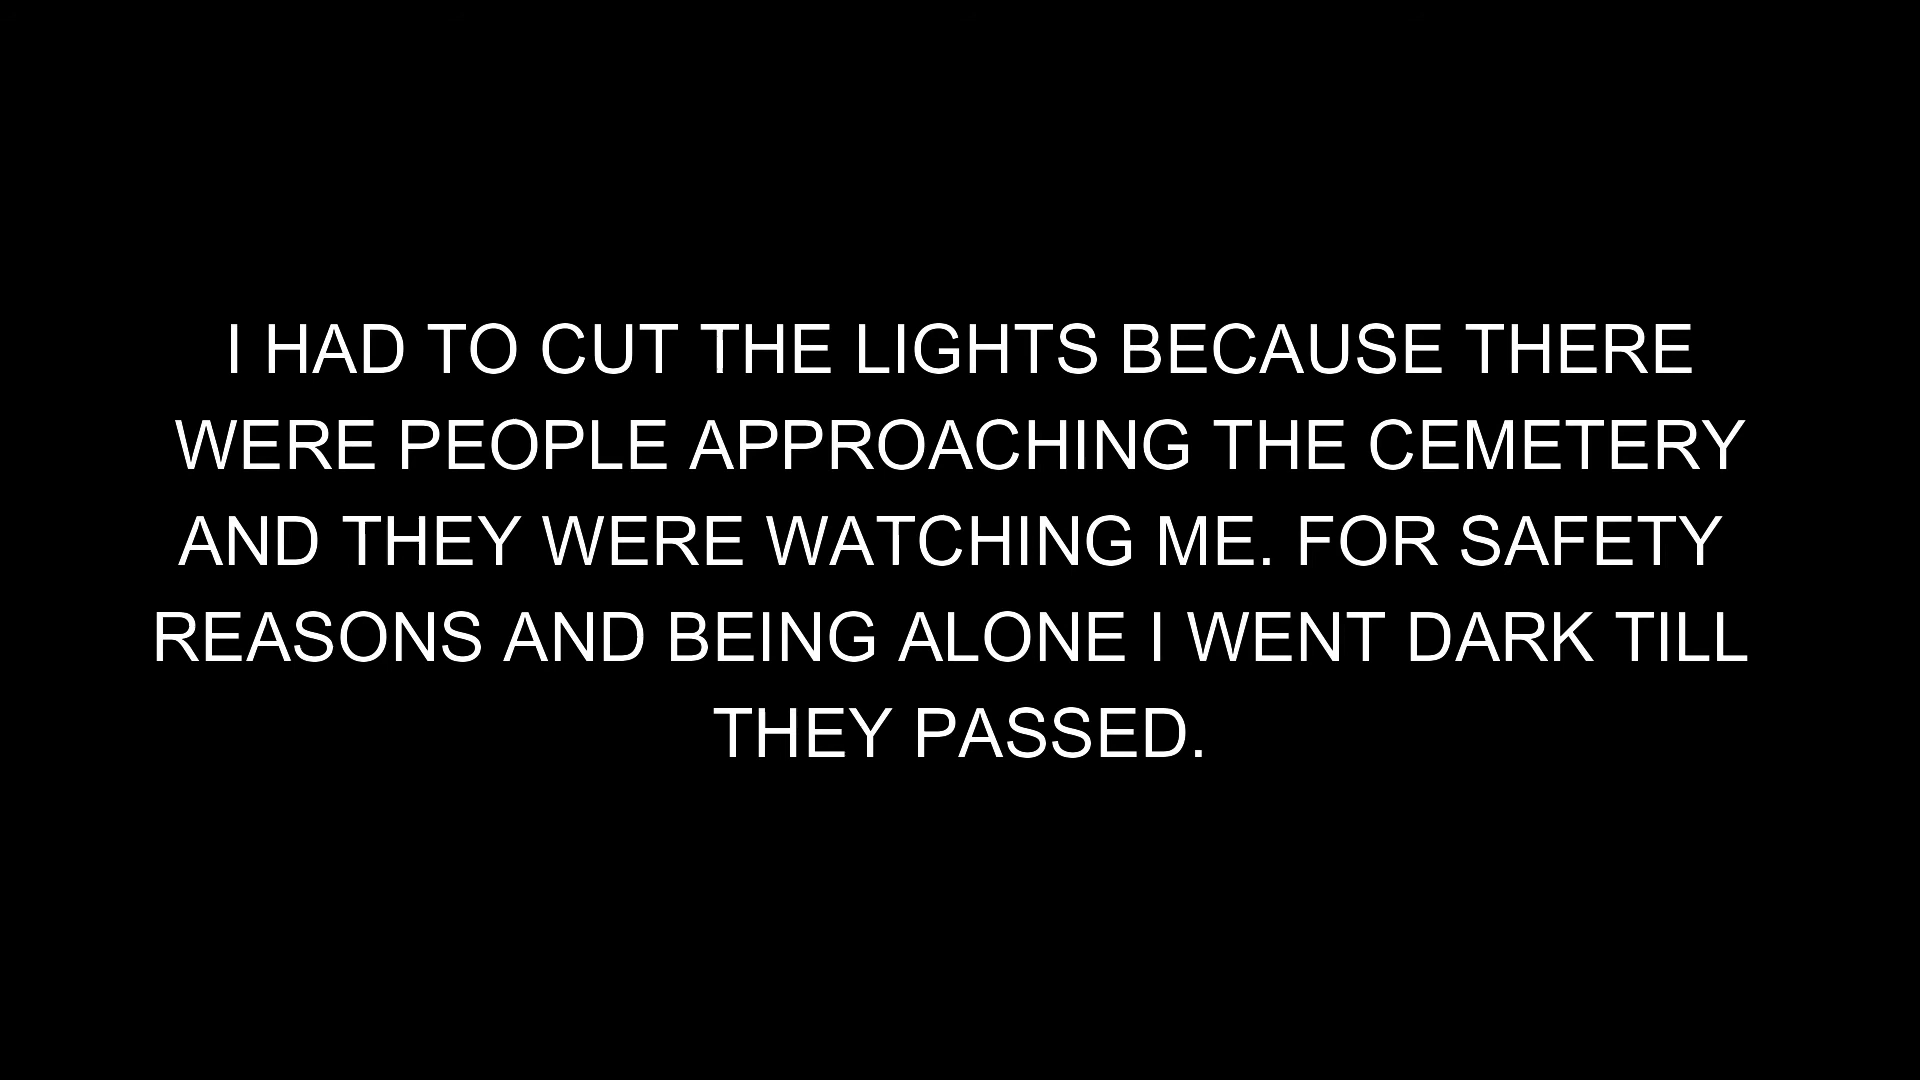 I HAD TO CUT THE LIGHTS BECAUSE THERE
WERE PEOPLE APPROACHING THE CEMETERY
AND THEY WERE WATCHING ME. FOR SAFETY
REASONS AND BEING ALONE I WENT DARK TILL
THEY PASSED.